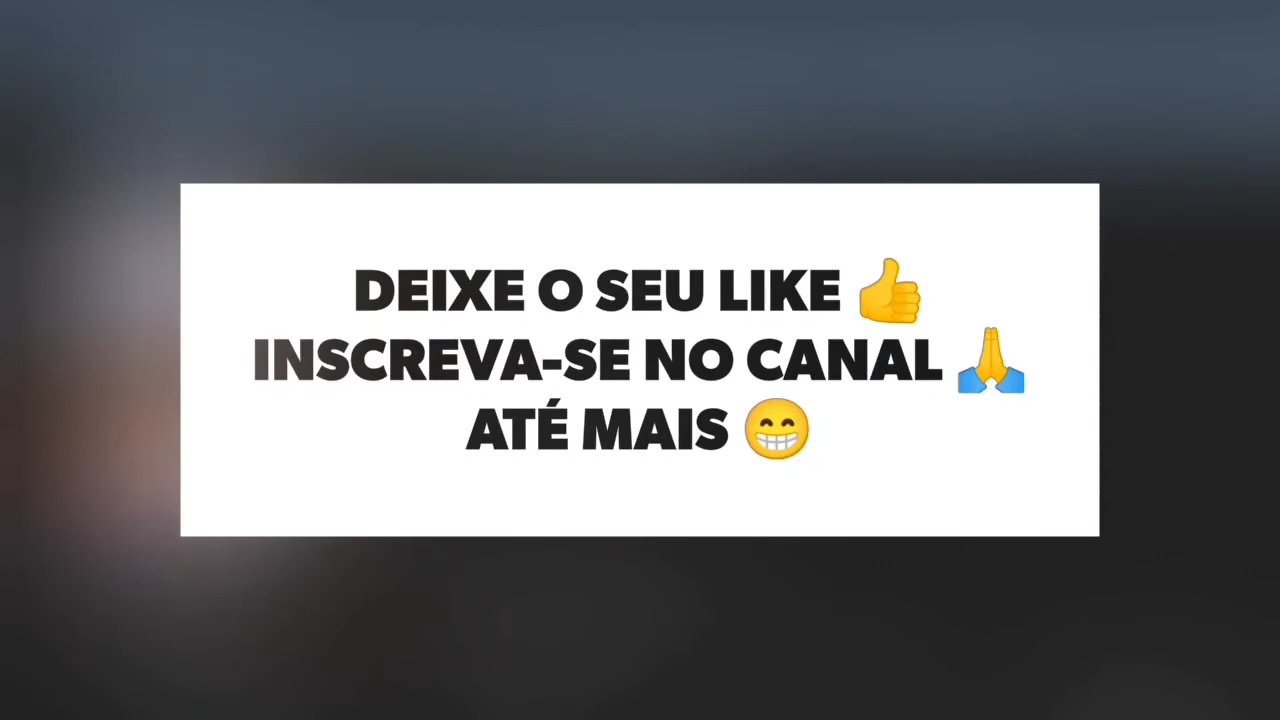 DEIXE O SEU LIKE 👍
INSCREVA-SE NO CANAL 🙏
ATÉ MAIS 😁